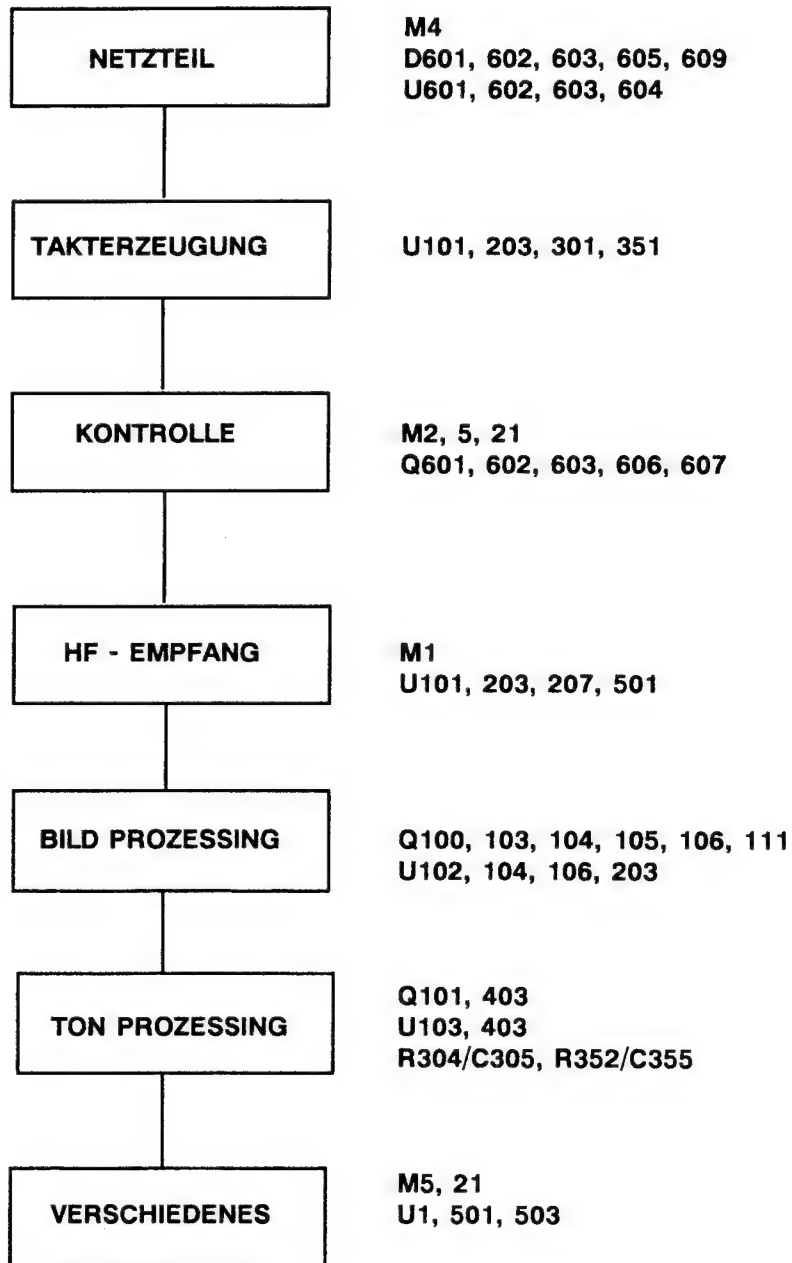 NETZTEIL
M4
D601, 602, 603, 605, 609
U601, 602, 603, 604
TAKTERZEUGUNG
U101, 203, 301, 351
KONTROLLE
M2, 5, 21
Q601, 602, 603, 606, 607
HF - EMPFANG
M1
U101, 203, 207, 501
BILD PROZESSING
Q100, 103, 104, 105, 106, 111
U102, 104, 106, 203
TON PROZESSING
Q101, 403
U103, 403
R304/C305, R352/C355
VERSCHIEDENES
M5, 21
U1, 501, 503